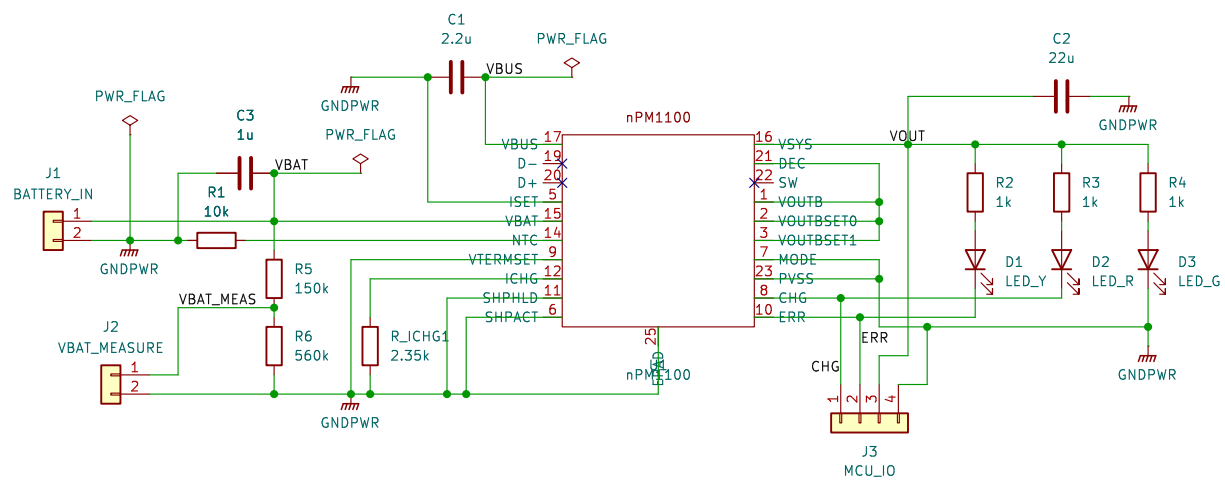 C1
2.2u
PWR_FLAG
C2
22u
VBUS
GNDPWR
PWR_FLAG
GNDPWR
C3
1u
PWR_FLAG
nPM1100
VBAT
J1
BATTERY_IN
1
2
R1
10k
GNDPWR
VBUS 17
D- 19
D+ 20
ISET 5
VBAT 15
NTC 14
VTERMSET 9
ICHG 12
SHPHLD 11
SHPACT 6
16 VSYS
21 DEC
22 SW
1 VOUTB
2 VOUTBSET0
3 VOUTBSET1
7 MODE
23 PVSS
8 CHG
10 ERR
25
nPM1100
VOUT
R2
1k
R3
1k
R4
1k
D1
LED_Y
D2
LED_R
D3
LED_G
R5
150k
VBAT_MEAS
R6
560k
R_ICHG1
2.35k
J2
VBAT_MEASURE
1
2
GNDPWR
ERR
CHG
GNDPWR
1
2
3
4
J3
MCU_IO